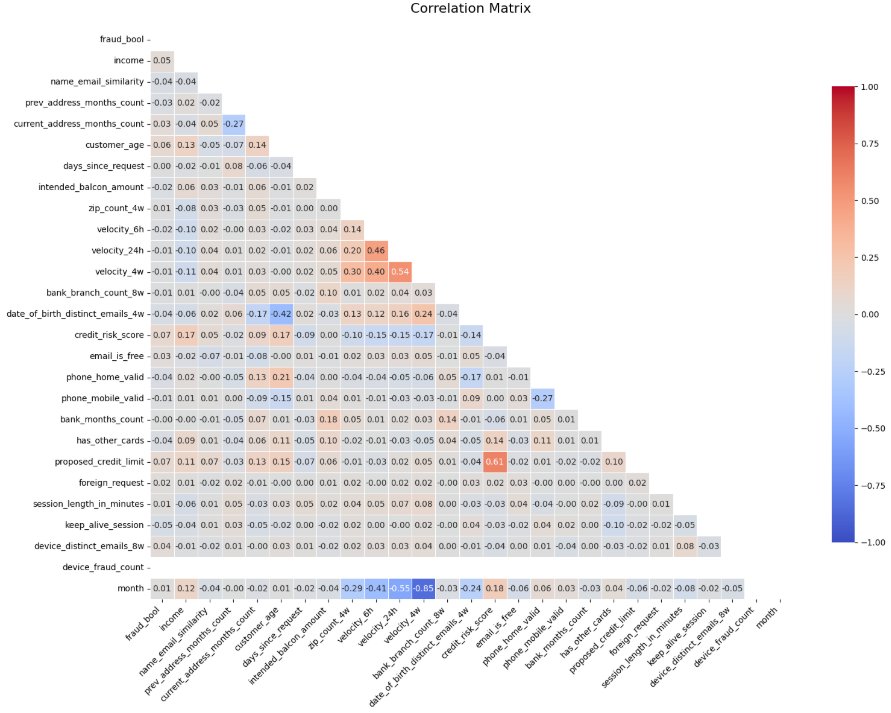 Correlation Matrix
fraud_bool
income 0.05
name_email_similarity -0.04 -0.04
prev_address_months_count -0.03 0.02 -0.02
current_address_months_count 0.03 -0.04 0.05 -0.27
customer_age 0.06 0.13 -0.05 -0.07 0.14
days_since_request 0.00 -0.02 -0.01 0.08 -0.06 -0.04
intended_balcon_amount -0.02 0.06 0.03 -0.01 0.06 -0.01 0.02
zip_count_4w 0.01 -0.08 0.03 -0.03 0.05 -0.01 0.00 0.00
velocity_6h -0.02 -0.10 0.02 -0.00 0.03 -0.02 0.03 0.04 0.14
velocity_24h -0.01 -0.10 0.04 0.01 0.02 -0.01 0.02 0.06 0.20 0.46
velocity_4w -0.01 -0.11 0.04 0.01 0.03 -0.00 0.02 0.05 0.30 0.40 0.54
bank_branch_count_8w -0.01 0.01 -0.00 -0.04 0.05 0.05 -0.02 0.10 0.01 0.02 0.04 0.03
date_of_birth_distinct_emails_4w -0.04 -0.06 0.02 0.06 -0.17 -0.42 0.02 -0.03 0.13 0.12 0.16 0.24 -0.04
credit_risk_score 0.07 0.17 0.05 -0.02 0.09 0.17 -0.09 0.00 -0.10 -0.15 -0.15 -0.17 -0.01 -0.14
email_is_free 0.03 -0.02 -0.07 -0.01 -0.08 -0.00 0.01 -0.01 0.02 0.03 0.03 0.05 -0.01 0.05 -0.04
phone_home_valid -0.04 0.02 -0.00 -0.05 0.13 0.21 -0.04 0.00 -0.04 -0.04 -0.05 -0.06 0.05 -0.17 0.01 -0.01
phone_mobile_valid -0.01 0.01 0.01 0.00 -0.09 -0.15 0.01 0.04 -0.01 -0.03 -0.03 -0.01 -0.02 0.09 0.00 0.03 -0.27
bank_months_count -0.00 -0.00 0.01 -0.05 0.07 0.01 -0.03 0.18 0.05 0.01 0.02 0.03 0.14 -0.01 -0.06 -0.01 0.05 0.01
has_other_cards -0.04 0.09 0.01 -0.04 0.06 0.11 -0.05 0.10 -0.02 -0.01 -0.03 -0.05 0.04 -0.05 0.14 -0.03 0.11 0.01 0.01
proposed_credit_limit 0.07 0.11 0.07 -0.03 0.13 0.15 -0.07 0.06 -0.01 -0.03 0.02 0.05 -0.01 -0.04 0.61 -0.02 0.01 -0.02 -0.02 0.10
foreign_request 0.02 0.01 -0.02 0.02 -0.01 -0.00 0.02 0.00 0.02 0.00 0.02 0.02 -0.00 0.03 0.02 0.03 -0.00 -0.00 0.00 -0.00 0.02
session_length_in_minutes 0.01 -0.06 0.01 0.05 -0.03 0.03 0.05 0.02 0.04 0.05 0.07 0.08 -0.00 0.02 0.03 0.04 -0.04 -0.00 -0.02 -0.09 -0.00 0.01
keep_alive_session -0.05 -0.04 0.01 0.03 -0.05 -0.02 0.00 -0.02 0.02 0.00 -0.00 0.02 -0.00 0.04 -0.03 -0.02 0.04 0.02 0.00 -0.10 -0.02 -0.02 -0.05
device_distinct_emails_8w 0.04 -0.01 -0.02 0.01 -0.00 0.03 0.01 -0.02 0.02 0.03 0.03 0.02 0.00 -0.01 -0.04 0.00 0.01 -0.04 0.00 -0.03 -0.02 0.01 0.08 -0.03
device_fraud_count
month 0.01 0.12 -0.04 -0.00 -0.02 0.01 -0.02 -0.04 -0.29 -0.41 -0.55 -0.85 -0.03 -0.24 0.18 -0.06 0.06 0.03 -0.03 0.04 -0.06 -0.02 -0.08 -0.02 -0.05
fraud_bool
income
name_email_similarity
prev_address_months_count
current_address_months_count
customer_age
days_since_request
intended_balcon_amount
zip_count_4w
velocity_6h
velocity_24h
velocity_4w
bank_branch_count_8w
date_of_birth_distinct_emails_4w
credit_risk_score
email_is_free
phone_home_valid
phone_mobile_valid
bank_months_count
has_other_cards
proposed_credit_limit
foreign_request
session_length_in_minutes
keep_alive_session
device_distinct_emails_8w
device_fraud_count
month
1.00
0.75
0.50
0.25
0.00
−0.25
−0.50
−0.75
−1.00